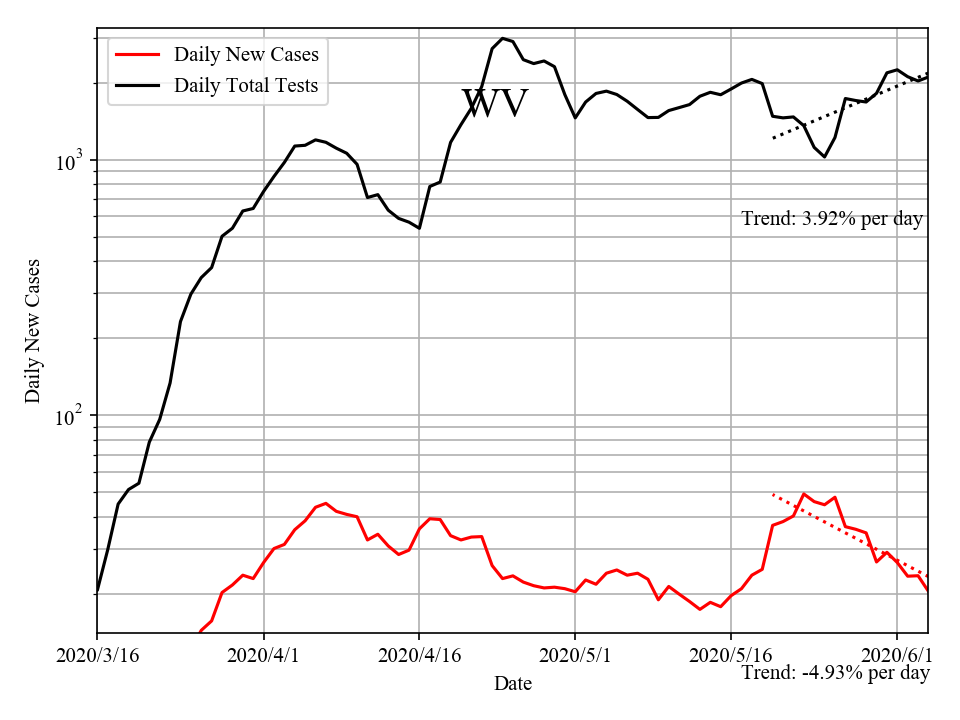 Daily New Cases
Daily Total Tests
WV
10³
Trend: 3.92% per day
Daily New Cases
10²
2020/3/16
2020/4/1
2020/4/16
2020/5/1
2020/5/16
2020/6/1
Trend: -4.93% per day
Date